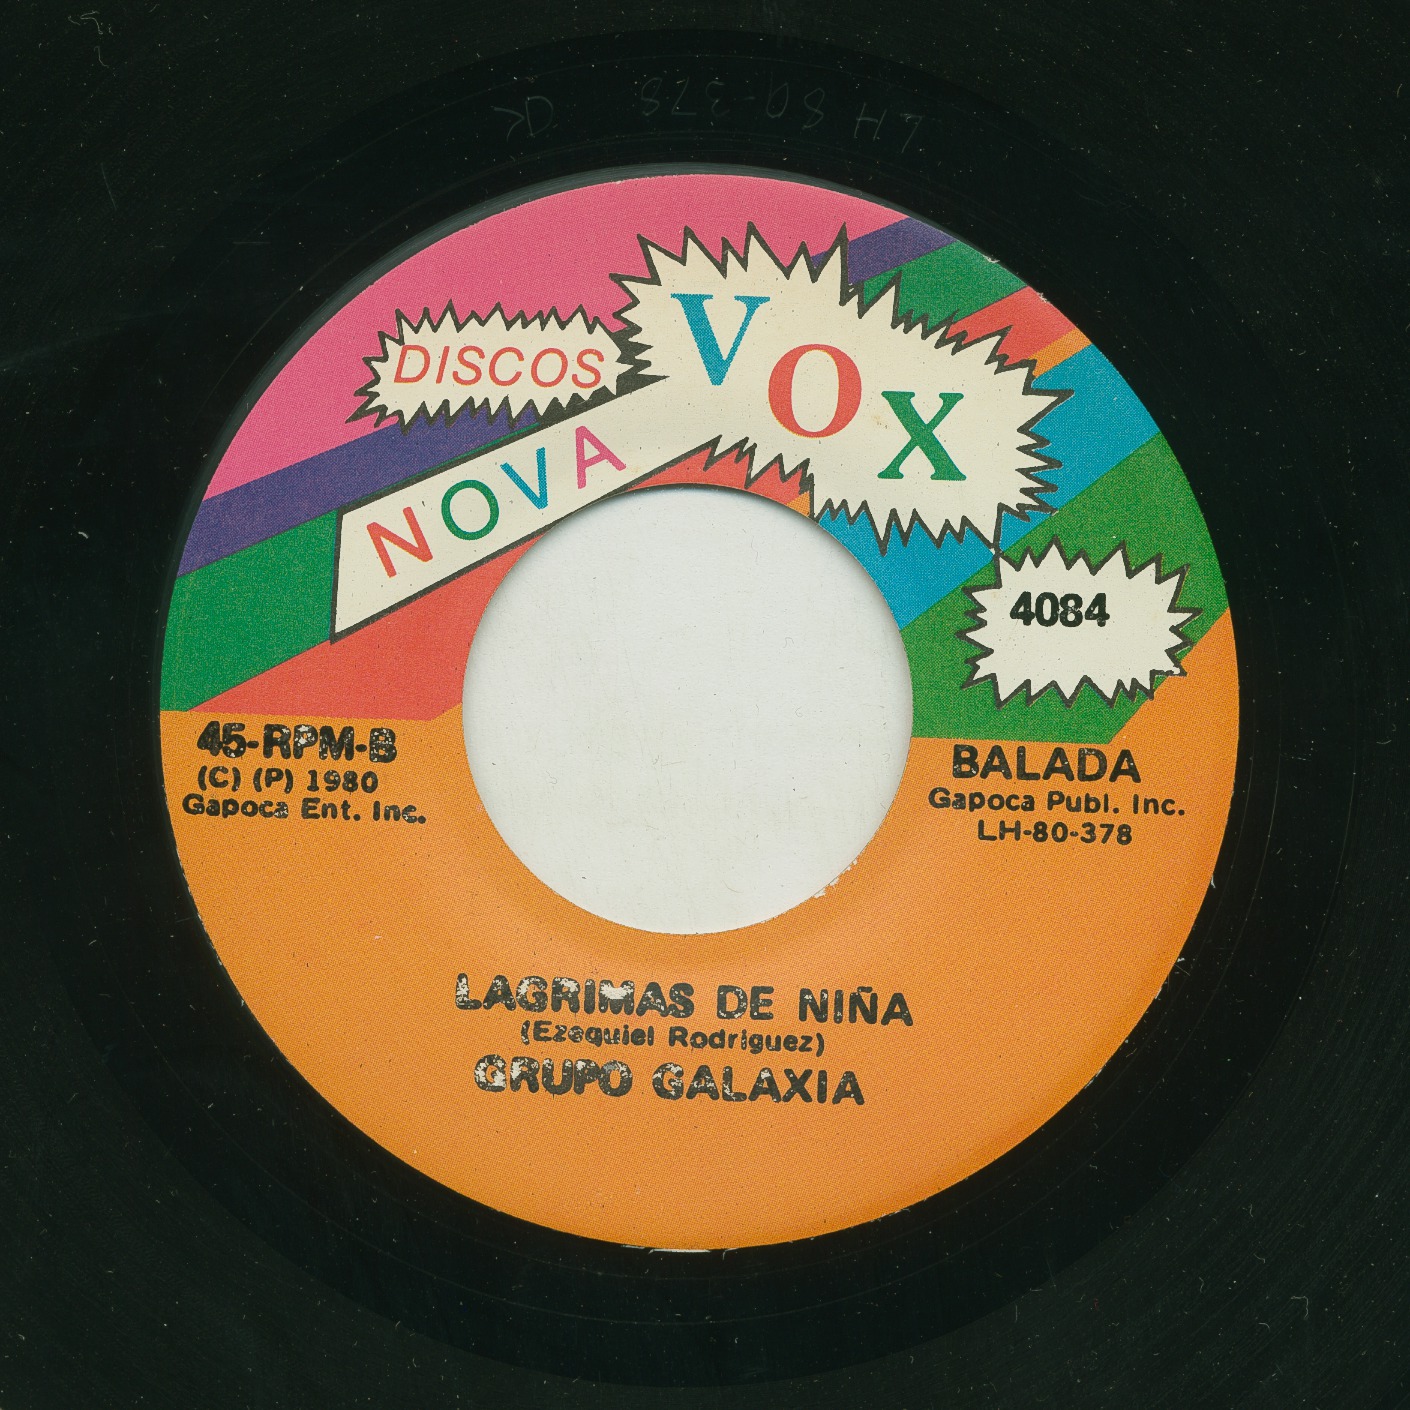 DISCOS
NOVA
VOX
4084
45-RPM-B
(C) (P) 1980
Gapoca Ent. Inc.
BALADA
Gapoca Publ. Inc.
LH-80-378
LAGRIMAS DE NIÑA
(Ezequiel Rodriguez)
GRUPO GALAXIA